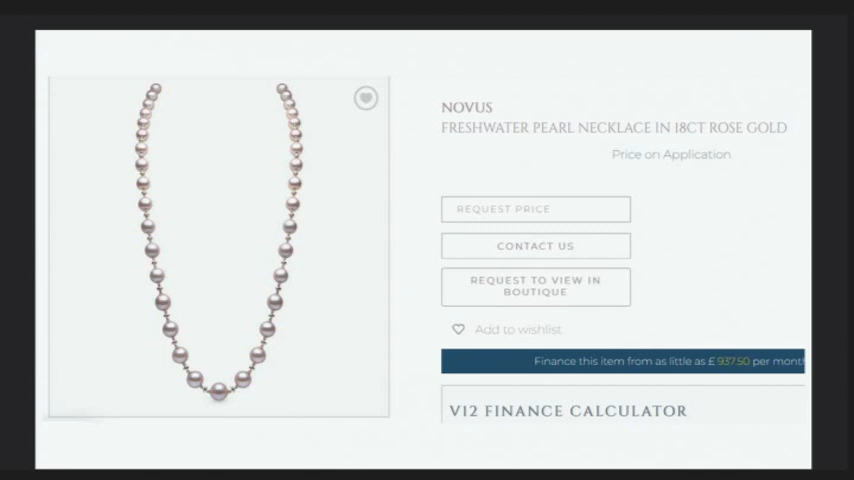 NOVUS
FRESHWATER PEARL NECKLACE IN 18CT ROSE GOLD
Price on Application
REQUEST PRICE
CONTACT US
REQUEST TO VIEW IN
BOUTIQUE
Add to wishlist
Finance this item from as little as £ 937.50 per month
V12 FINANCE CALCULATOR